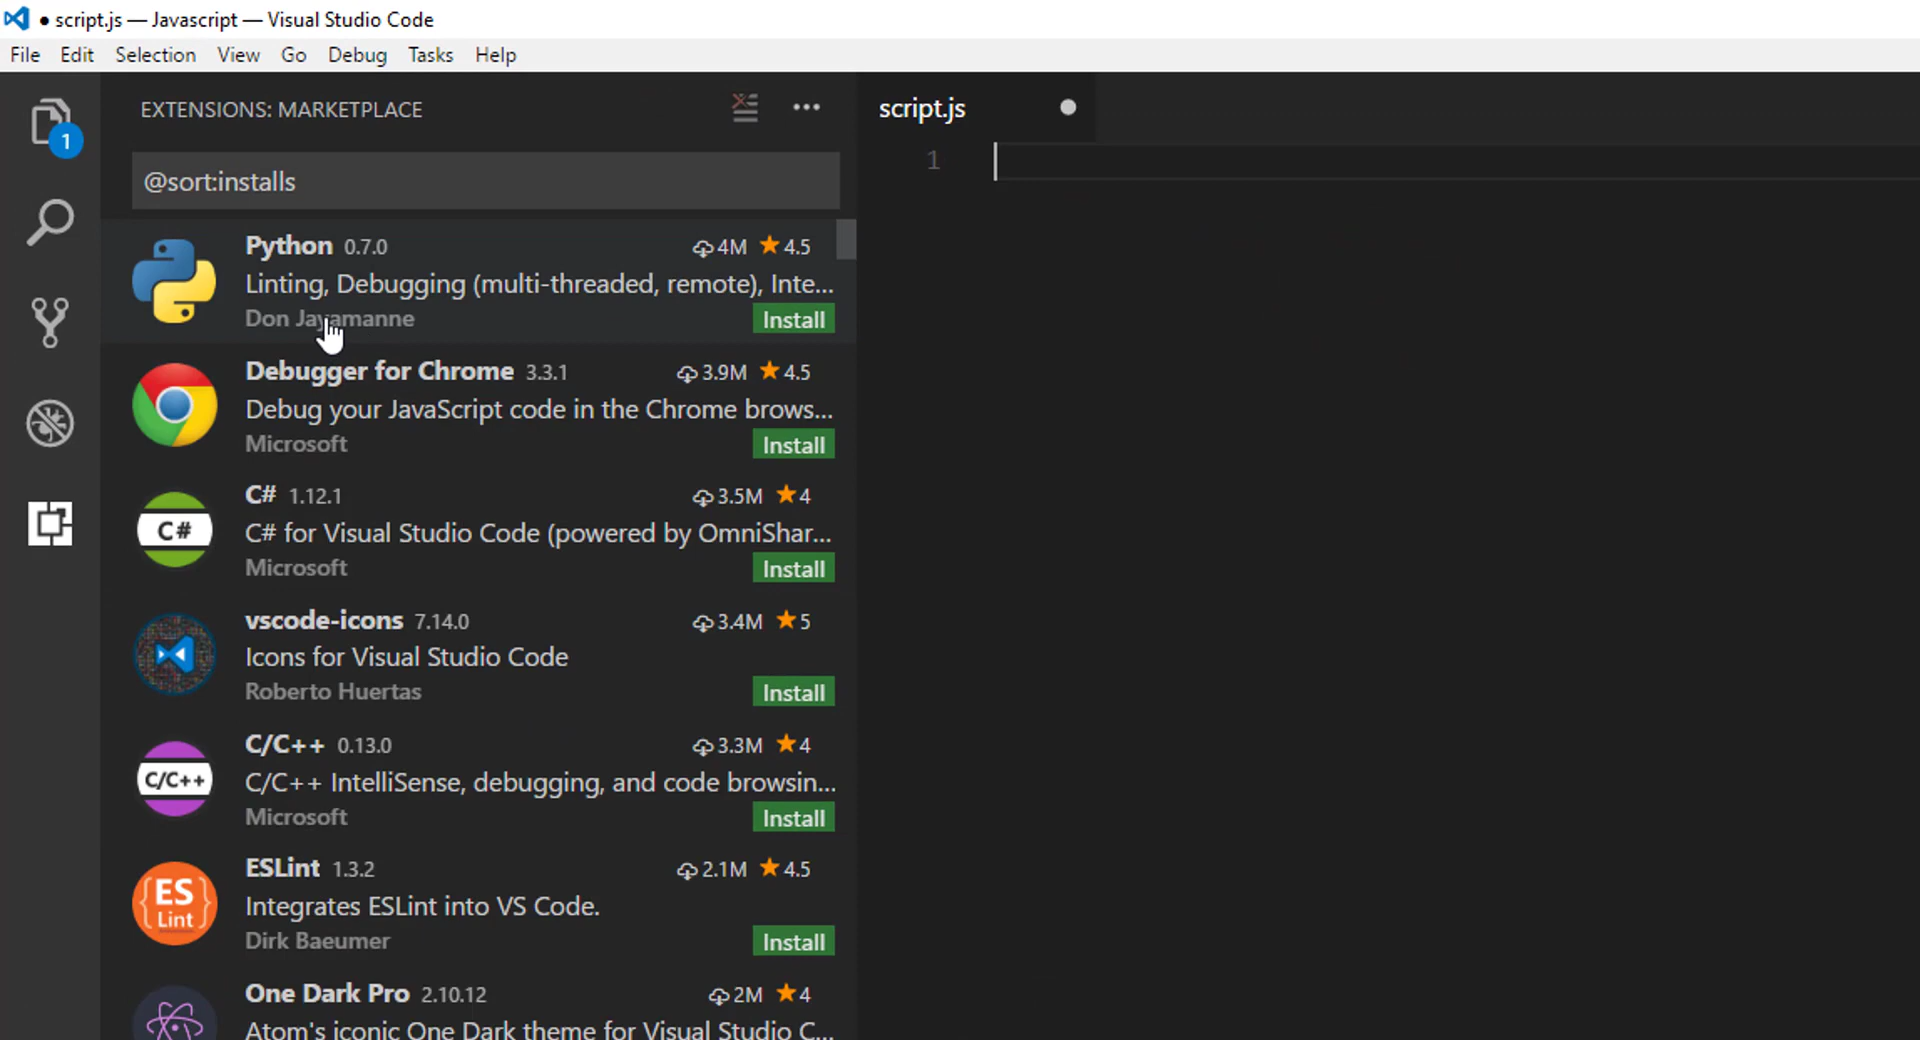 ● script.js — Javascript — Visual Studio Code
File Edit Selection View Go Debug Tasks Help
EXTENSIONS: MARKETPLACE
script.js
1
1
@sort:installs
Python 0.7.0 4M ★ 4.5
Linting, Debugging (multi-threaded, remote), Inte...
Don Jayamanne Install
Debugger for Chrome 3.3.1 3.9M ★ 4.5
Debug your JavaScript code in the Chrome brows...
Microsoft Install
C# 1.12.1 3.5M ★ 4
C#
C# for Visual Studio Code (powered by OmniShar...
Microsoft Install
vscode-icons 7.14.0 3.4M ★ 5
Icons for Visual Studio Code
Roberto Huertas Install
C/C++ 0.13.0 3.3M ★ 4
C/C++
C/C++ IntelliSense, debugging, and code browsin...
Microsoft Install
ESLint 1.3.2 2.1M ★ 4.5
{ES}
Lint
Integrates ESLint into VS Code.
Dirk Baeumer Install
One Dark Pro 2.10.12 2M ★ 4
Atom's iconic One Dark theme for Visual Studio C...